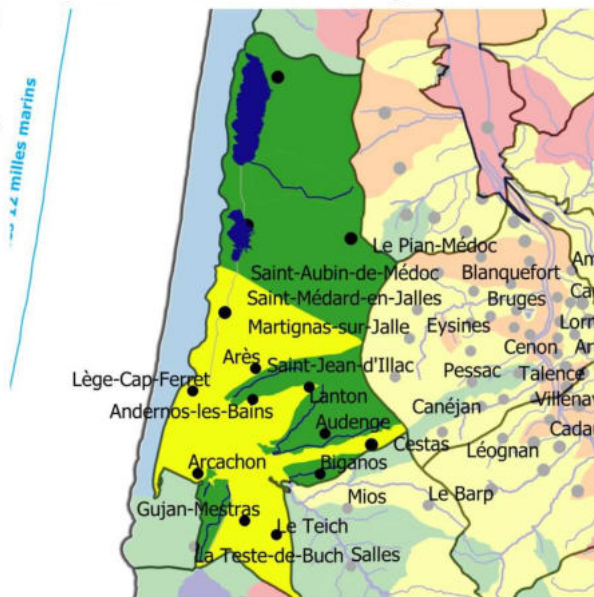 12 milles marins
Le Pian-Médoc
Saint-Aubin-de-Médoc
Blanquefort
Saint-Médard-en-Jalles
Bruges
Martignas-sur-Jalle
Eysines
Arès
Saint-Jean-d'Illac
Cenon
Lège-Cap-Ferret
Lanton
Pessac
Talence
Andernos-les-Bains
Canéjan
Audenge
Cestas
Léognan
Arcachon
Biganos
Mios
Le Barp
Gujan-Mestras
Le Teich
La Teste-de-Buch
Salles